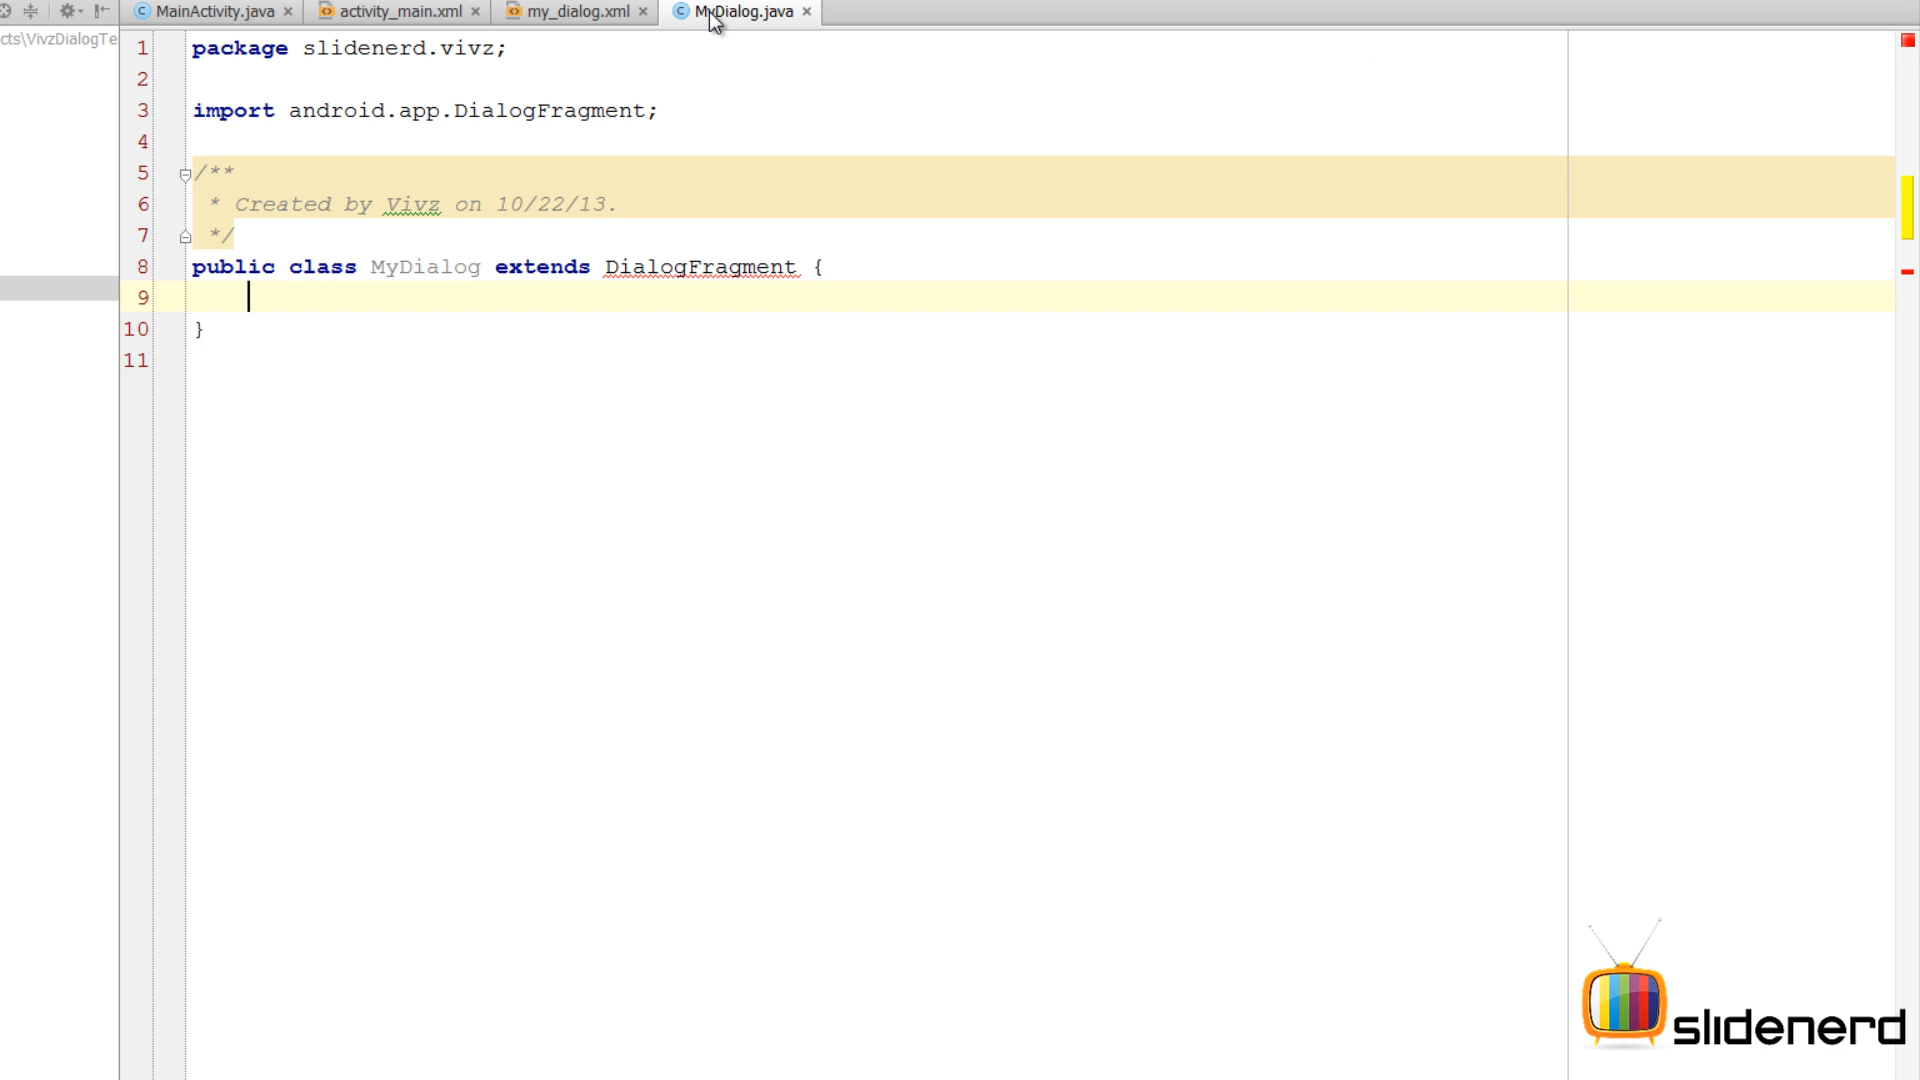 MainActivity.java activity_main.xml my_dialog.xml MyDialog.java
cts\VivzDialogTe
1 package slidenerd.vivz;
2
3 import android.app.DialogFragment;
4
5 /**
6  * Created by Vivz on 10/22/13.
7  */
8 public class MyDialog extends DialogFragment {
9
10 }
11
slidenerd